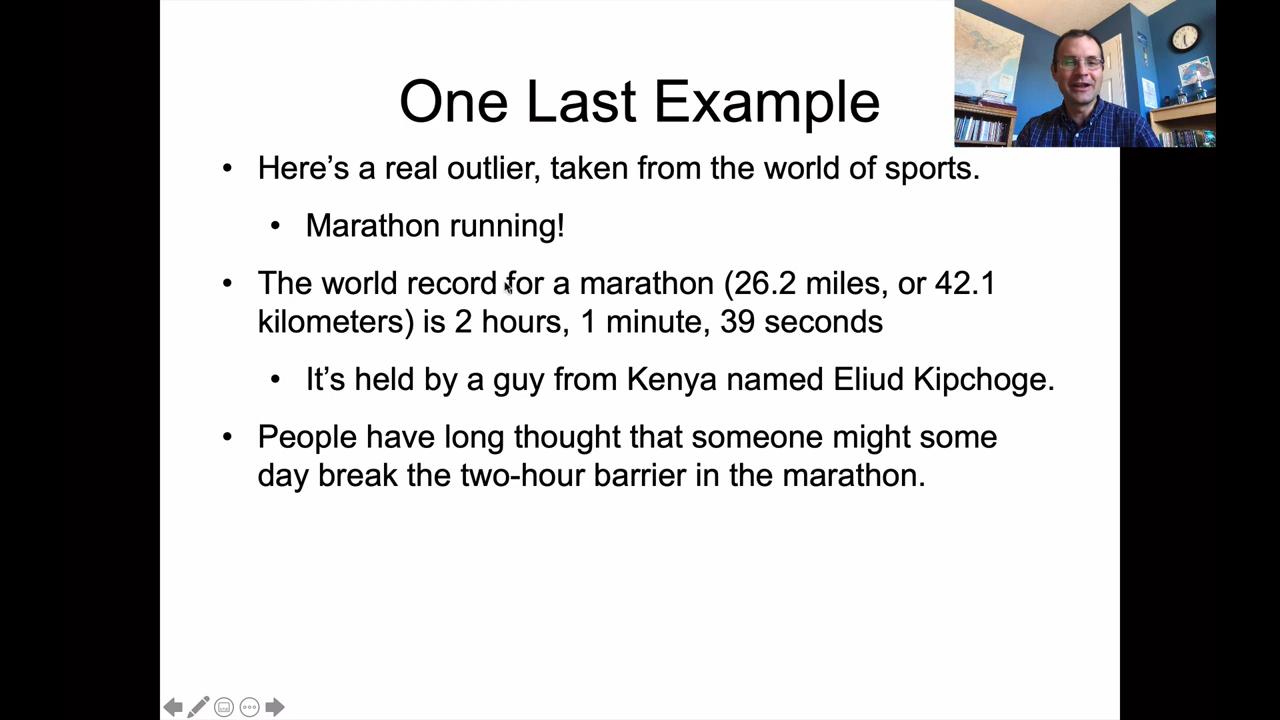 One Last Example
• Here’s a real outlier, taken from the world of sports.
• Marathon running!
• The world record for a marathon (26.2 miles, or 42.1
kilometers) is 2 hours, 1 minute, 39 seconds
• It’s held by a guy from Kenya named Eliud Kipchoge.
• People have long thought that someone might some
day break the two-hour barrier in the marathon.